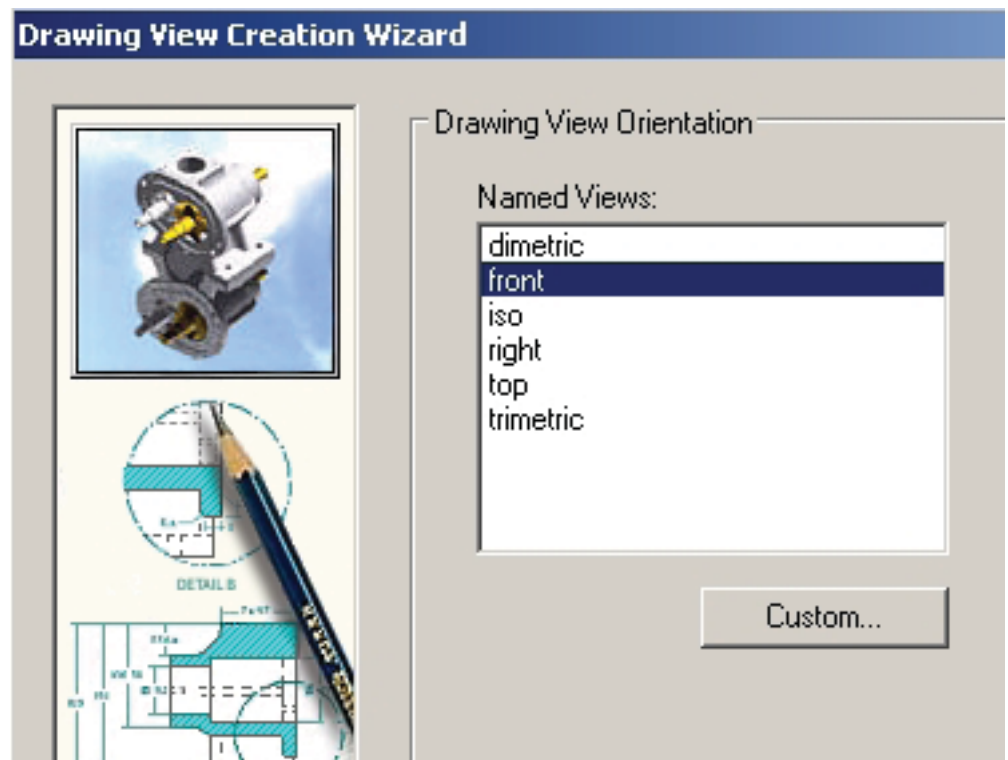 Drawing View Creation Wizard
Drawing View Orientation
Named Views:
dimetric
front
iso
right
top
trimetric
Custom...
DETAIL B